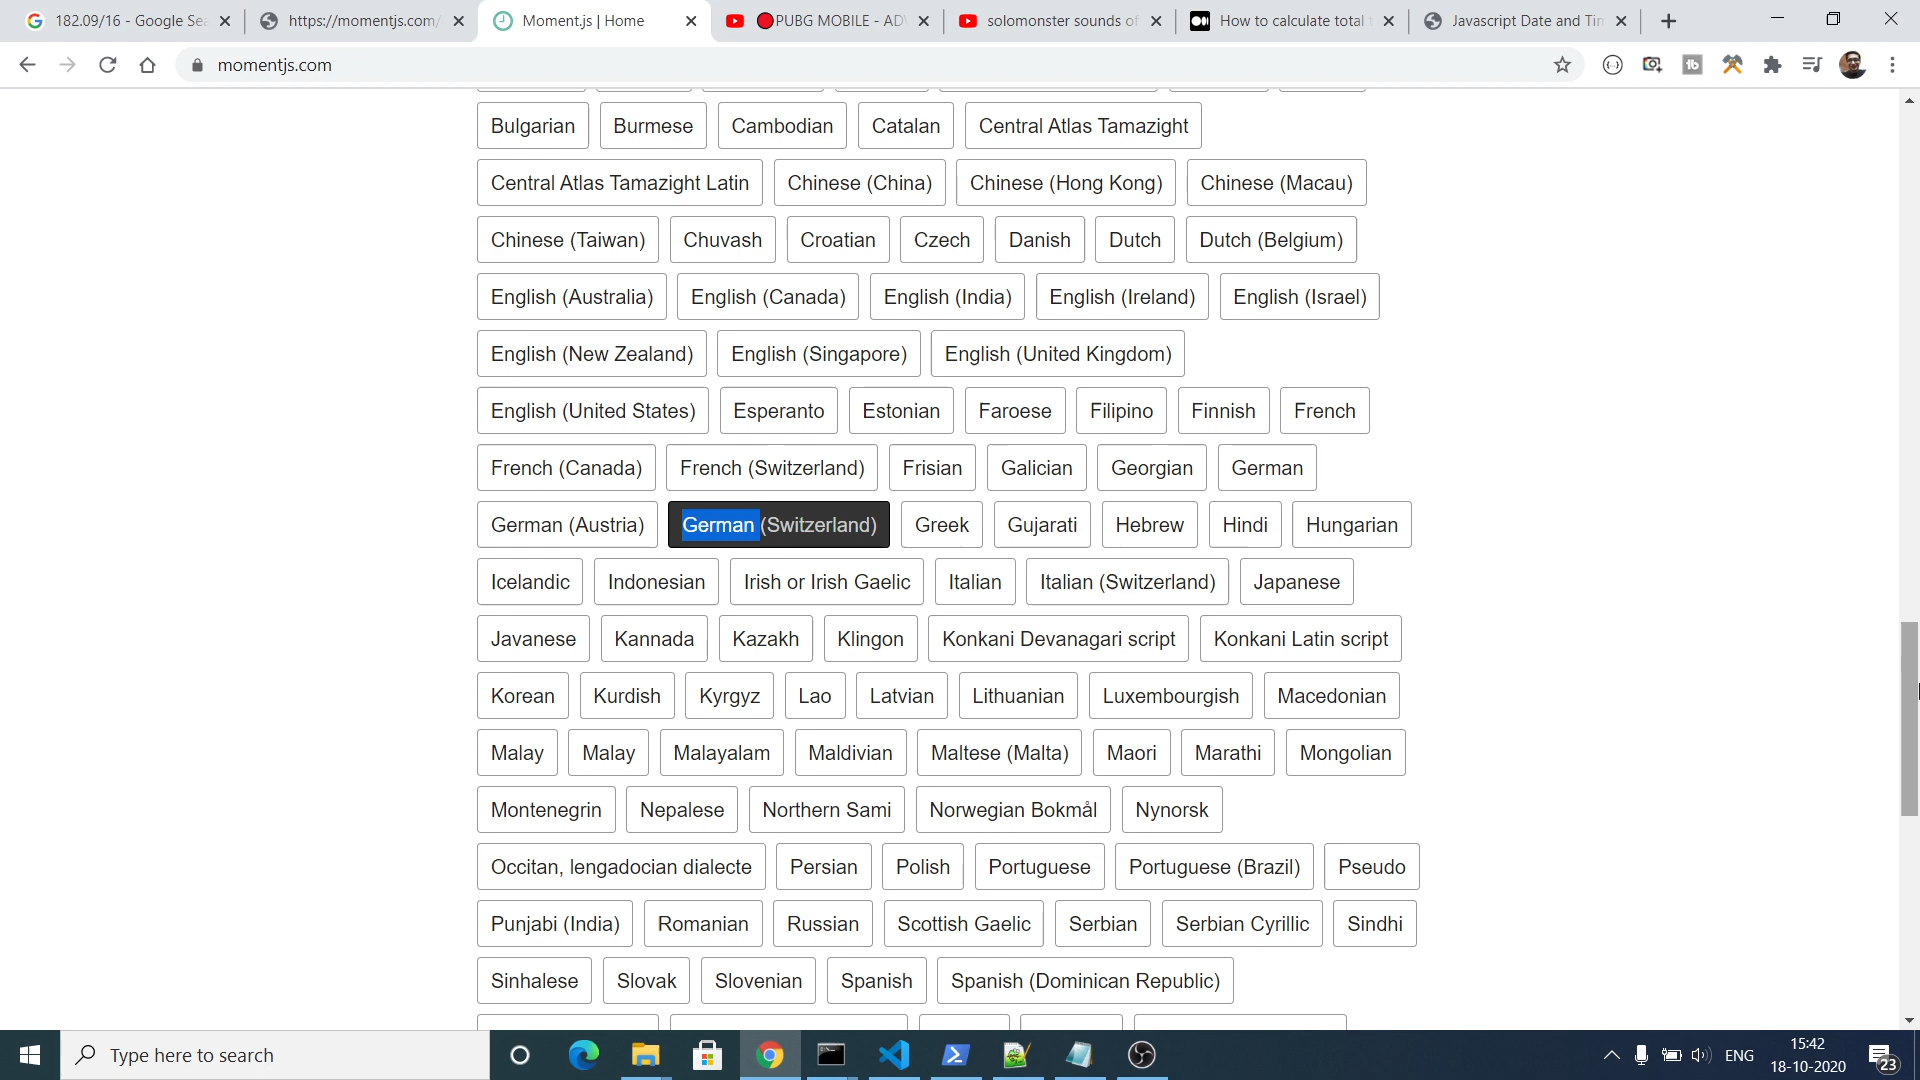 182.09/16 - Google Sea
https://momentjs.com/
Moment.js | Home
PUBG MOBILE - AD
solomonster sounds of
How to calculate total
Javascript Date and Tim
momentjs.com
Bulgarian Burmese Cambodian Catalan Central Atlas Tamazight
Central Atlas Tamazight Latin Chinese (China) Chinese (Hong Kong) Chinese (Macau)
Chinese (Taiwan) Chuvash Croatian Czech Danish Dutch Dutch (Belgium)
English (Australia) English (Canada) English (India) English (Ireland) English (Israel)
English (New Zealand) English (Singapore) English (United Kingdom)
English (United States) Esperanto Estonian Faroese Filipino Finnish French
French (Canada) French (Switzerland) Frisian Galician Georgian German
German (Austria) German (Switzerland) Greek Gujarati Hebrew Hindi Hungarian
Icelandic Indonesian Irish or Irish Gaelic Italian Italian (Switzerland) Japanese
Javanese Kannada Kazakh Klingon Konkani Devanagari script Konkani Latin script
Korean Kurdish Kyrgyz Lao Latvian Lithuanian Luxembourgish Macedonian
Malay Malay Malayalam Maldivian Maltese (Malta) Maori Marathi Mongolian
Montenegrin Nepalese Northern Sami Norwegian Bokmål Nynorsk
Occitan, lengadocian dialecte Persian Polish Portuguese Portuguese (Brazil) Pseudo
Punjabi (India) Romanian Russian Scottish Gaelic Serbian Serbian Cyrillic Sindhi
Sinhalese Slovak Slovenian Spanish Spanish (Dominican Republic)
Type here to search
ENG
15:42
18-10-2020
23